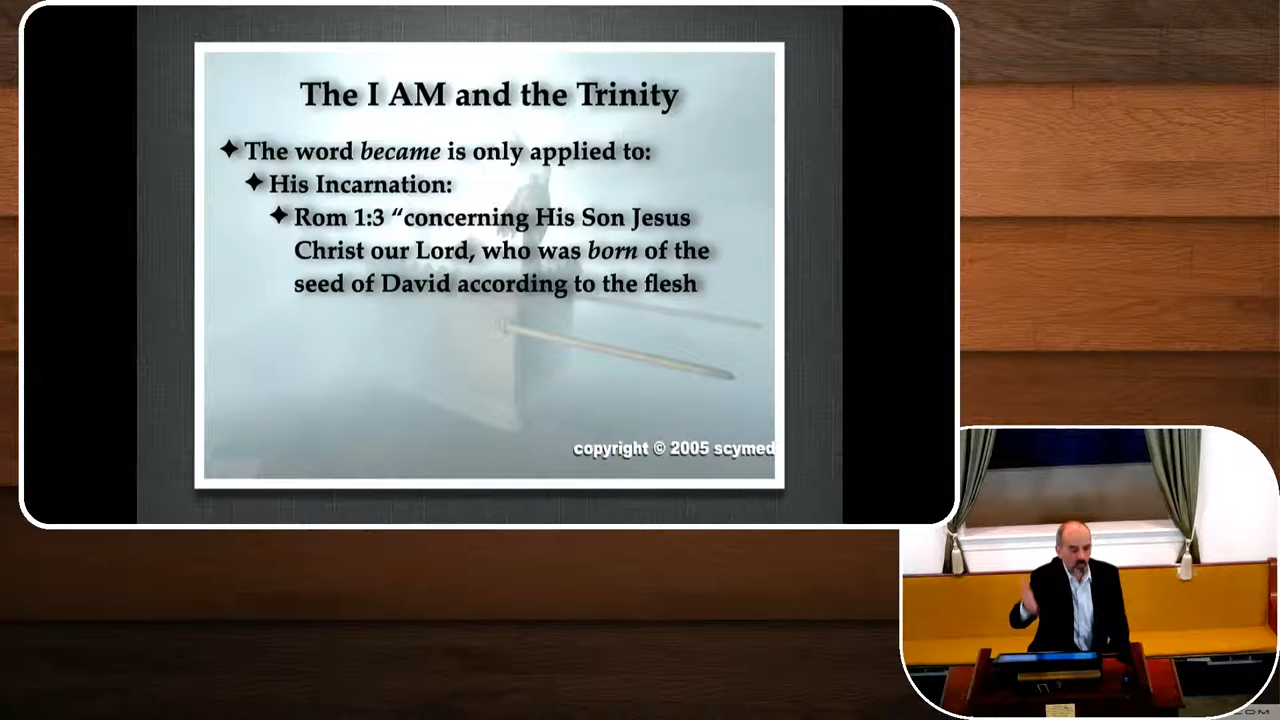 The I AM and the Trinity
✦ The word became is only applied to:
✦ His Incarnation:
✦ Rom 1:3 “concerning His Son Jesus
Christ our Lord, who was born of the
seed of David according to the flesh
copyright © 2005 scymed